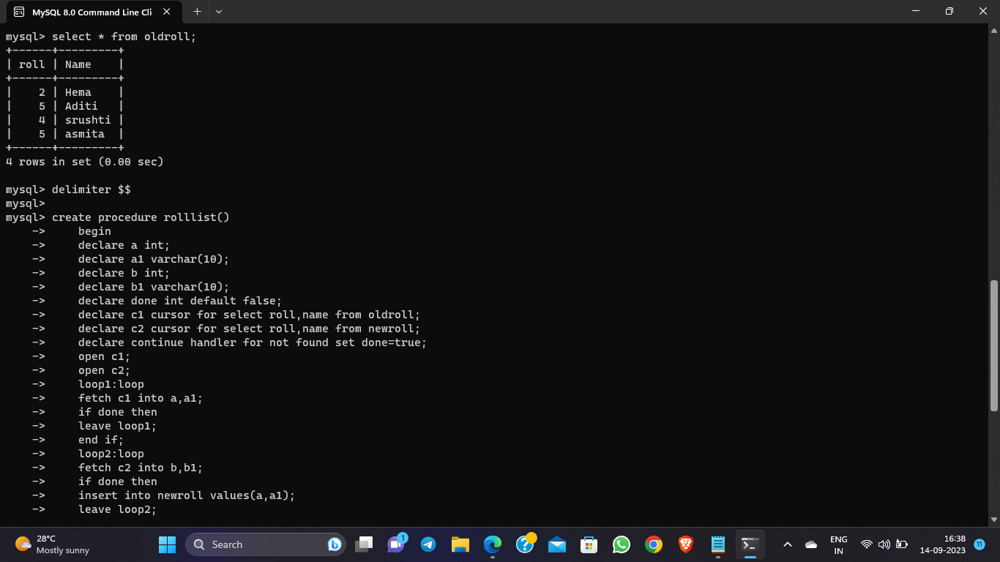 MySQL 8.0 Command Line Cli
mysql> select * from oldroll;
+------+---------+
| roll | Name    |
+------+---------+
|    2 | Hema    |
|    5 | Aditi   |
|    4 | srushti |
|    5 | asmita  |
+------+---------+
4 rows in set (0.00 sec)
mysql> delimiter $$
mysql>
mysql> create procedure rolllist()
    ->     begin
    ->     declare a int;
    ->     declare a1 varchar(10);
    ->     declare b int;
    ->     declare b1 varchar(10);
    ->     declare done int default false;
    ->     declare c1 cursor for select roll,name from oldroll;
    ->     declare c2 cursor for select roll,name from newroll;
    ->     declare continue handler for not found set done=true;
    ->     open c1;
    ->     open c2;
    ->     loop1:loop
    ->     fetch c1 into a,a1;
    ->     if done then
    ->     leave loop1;
    ->     end if;
    ->     loop2:loop
    ->     fetch c2 into b,b1;
    ->     if done then
    ->     insert into newroll values(a,a1);
    ->     leave loop2;
28°C
Mostly sunny
Search
1
ENG
IN
16:38
14-09-2023
11